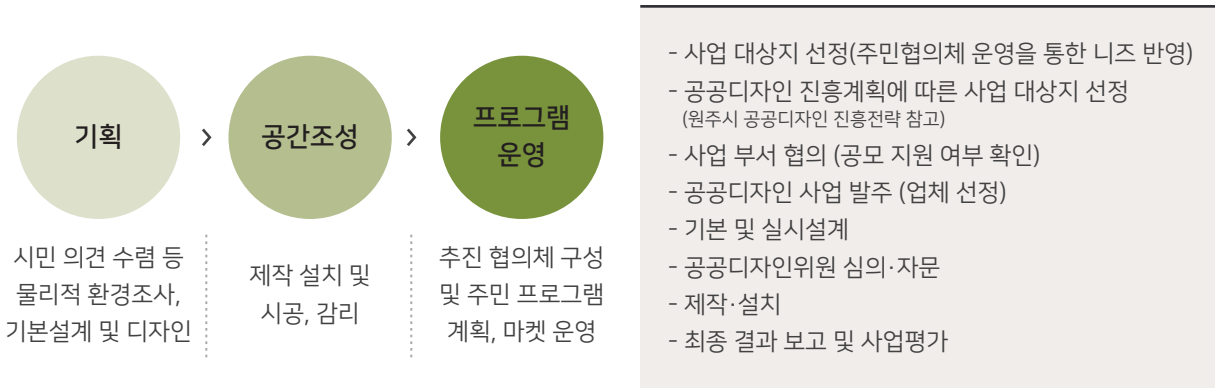 기획
시민 의견 수렴 등
물리적 환경조사,
기본설계 및 디자인
›
공간조성
제작 설치 및
시공, 감리
›
프로그램
운영
추진 협의체 구성
및 주민 프로그램
계획, 마켓 운영
- 사업 대상지 선정(주민협의체 운영을 통한 니즈 반영)
- 공공디자인 진흥계획에 따른 사업 대상지 선정
(원주시 공공디자인 진흥전략 참고)
- 사업 부서 협의 (공모 지원 여부 확인)
- 공공디자인 사업 발주 (업체 선정)
- 기본 및 실시설계
- 공공디자인위원 심의·자문
- 제작·설치
- 최종 결과 보고 및 사업평가